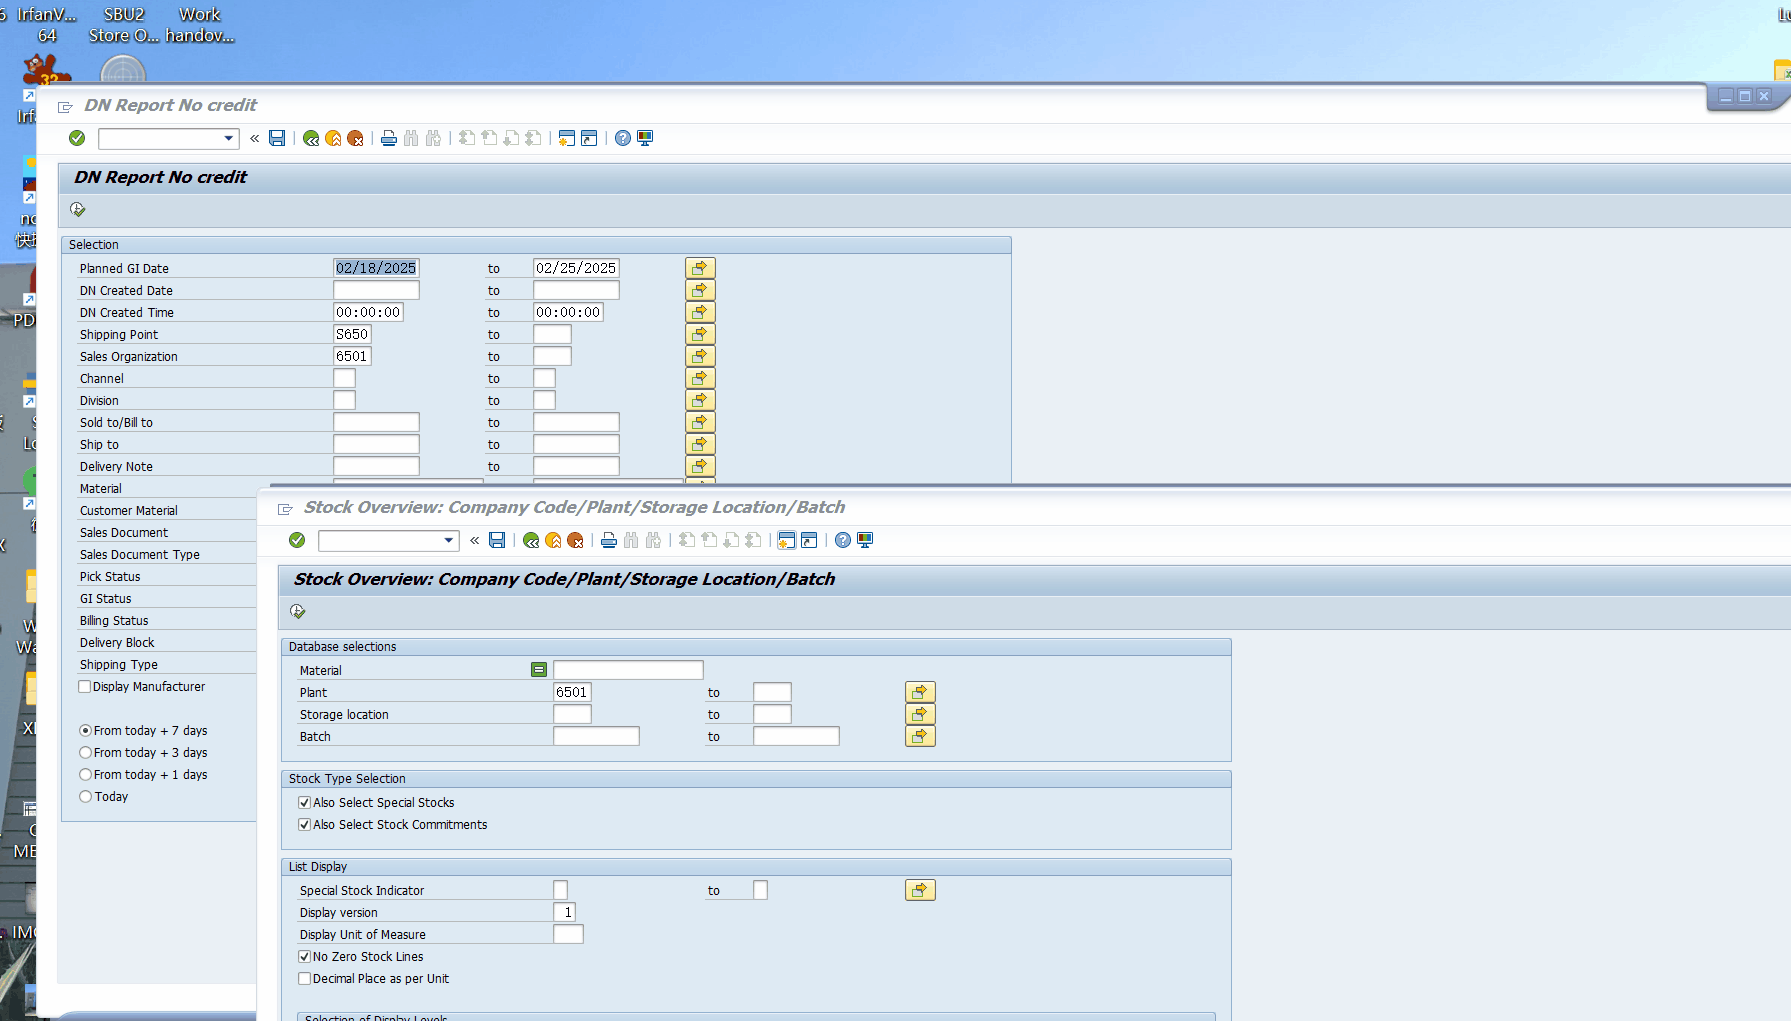 IrfanV...
64
SBU2
Store O...
Work
handov...
DN Report No credit
DN Report No credit
Selection
Planned GI Date 02/18/2025 to 02/25/2025
DN Created Date to
DN Created Time 00:00:00 to 00:00:00
Shipping Point S650 to
Sales Organization 6501 to
Channel to
Division to
Sold to/Bill to to
Ship to to
Delivery Note to
Material
Customer Material
Sales Document
Sales Document Type
Pick Status
GI Status
Billing Status
Delivery Block
Shipping Type
Display Manufacturer
From today + 7 days
From today + 3 days
From today + 1 days
Today
Stock Overview: Company Code/Plant/Storage Location/Batch
Stock Overview: Company Code/Plant/Storage Location/Batch
Database selections
Material
Plant 6501 to
Storage location to
Batch to
Stock Type Selection
Also Select Special Stocks
Also Select Stock Commitments
List Display
Special Stock Indicator to
Display version 1
Display Unit of Measure
No Zero Stock Lines
Decimal Place as per Unit
Selection of Display Levels